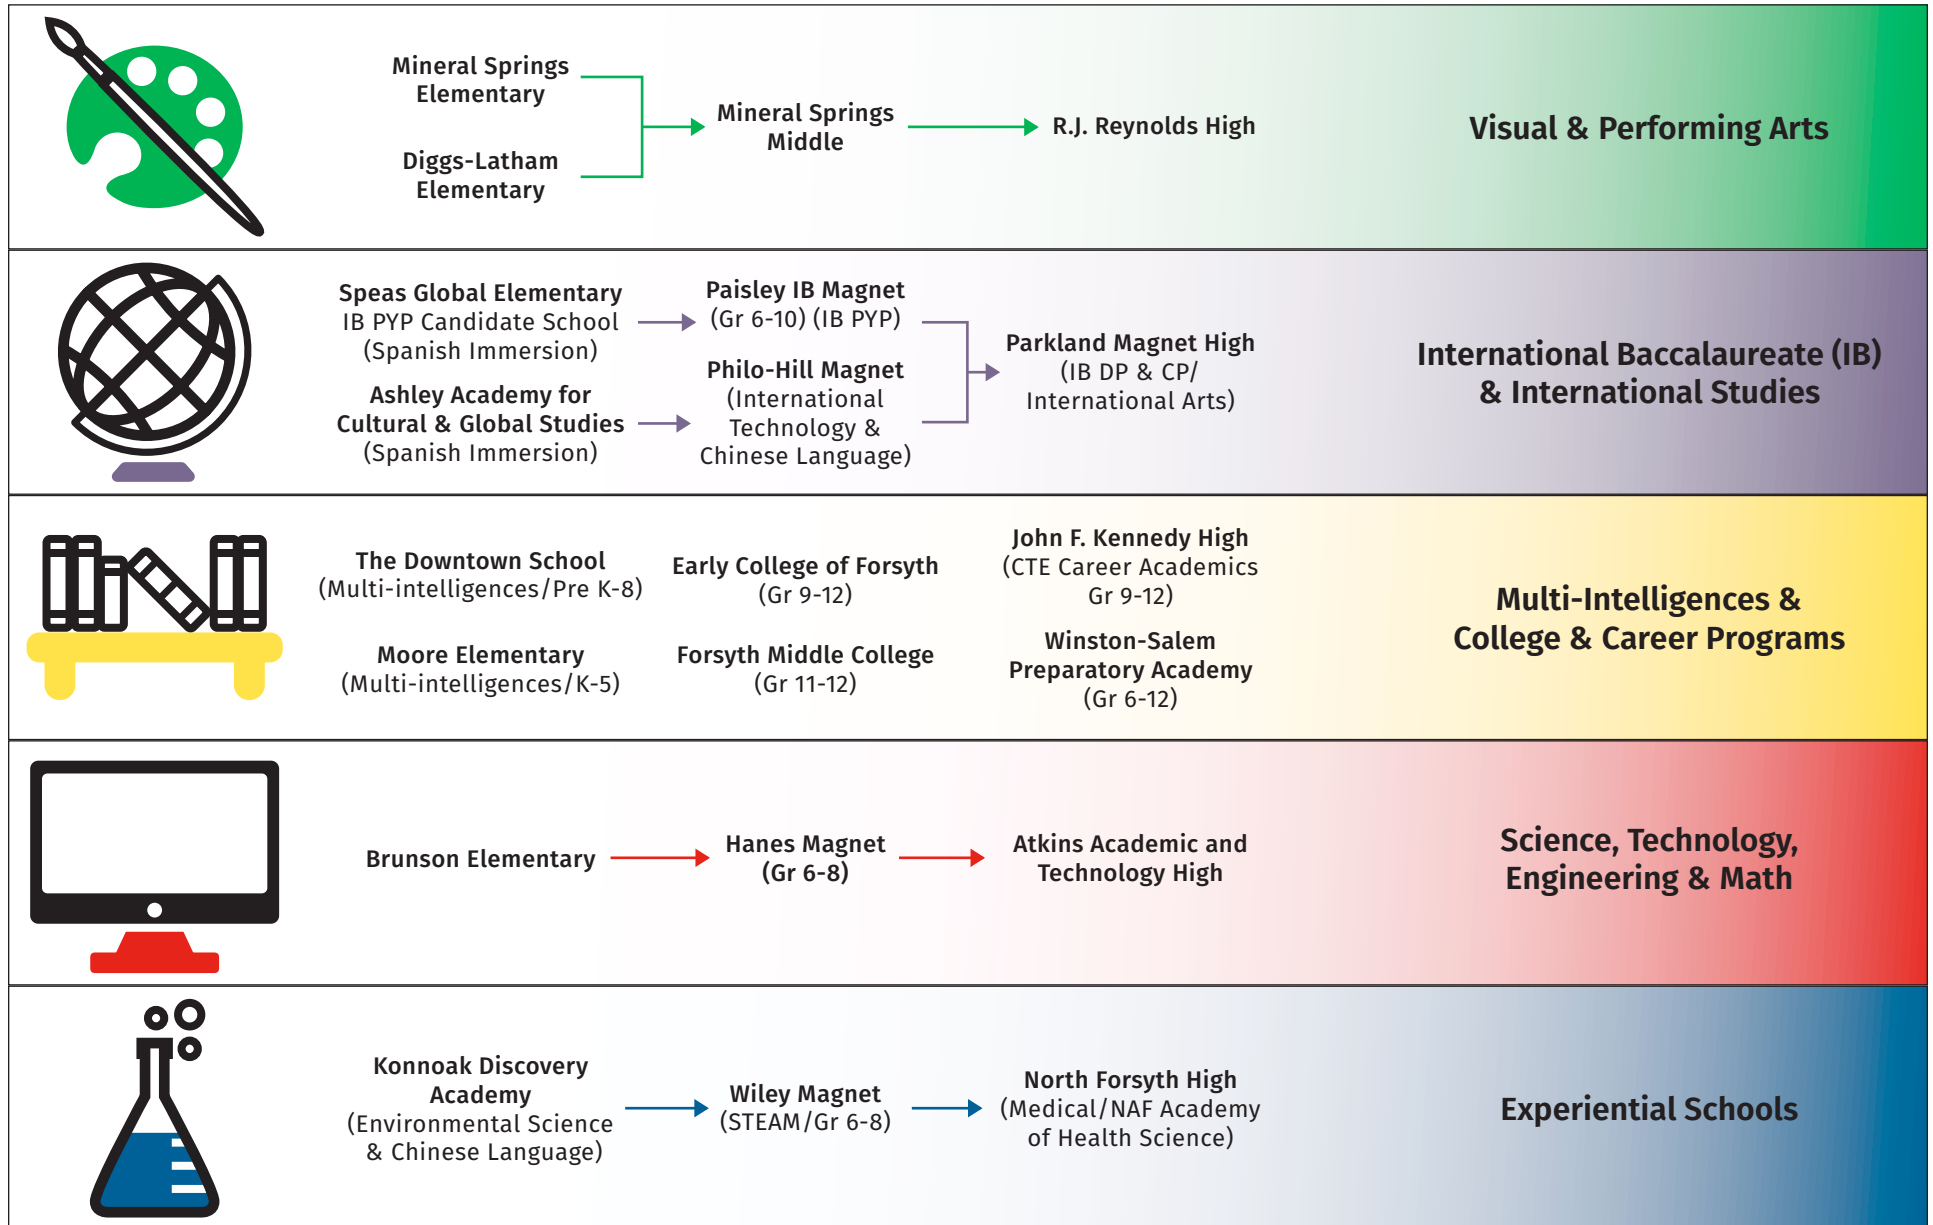 Mineral Springs
Elementary
Diggs-Latham
Elementary
Mineral Springs
Middle
R.J. Reynolds High
Visual & Performing Arts
Speas Global Elementary
IB PYP Candidate School
(Spanish Immersion)
Ashley Academy for
Cultural & Global Studies
(Spanish Immersion)
Paisley IB Magnet
(Gr 6-10) (IB PYP)
Philo-Hill Magnet
(International
Technology &
Chinese Language)
Parkland Magnet High
(IB DP & CP/
International Arts)
International Baccalaureate (IB)
& International Studies
The Downtown School
(Multi-intelligences/Pre K-8)
Moore Elementary
(Multi-intelligences/K-5)
Early College of Forsyth
(Gr 9-12)
Forsyth Middle College
(Gr 11-12)
John F. Kennedy High
(CTE Career Academics
Gr 9-12)
Winston-Salem
Preparatory Academy
(Gr 6-12)
Multi-Intelligences &
College & Career Programs
Brunson Elementary
Hanes Magnet
(Gr 6-8)
Atkins Academic and
Technology High
Science, Technology,
Engineering & Math
Konnoak Discovery
Academy
(Environmental Science
& Chinese Language)
Wiley Magnet
(STEAM/Gr 6-8)
North Forsyth High
(Medical/NAF Academy
of Health Science)
Experiential Schools